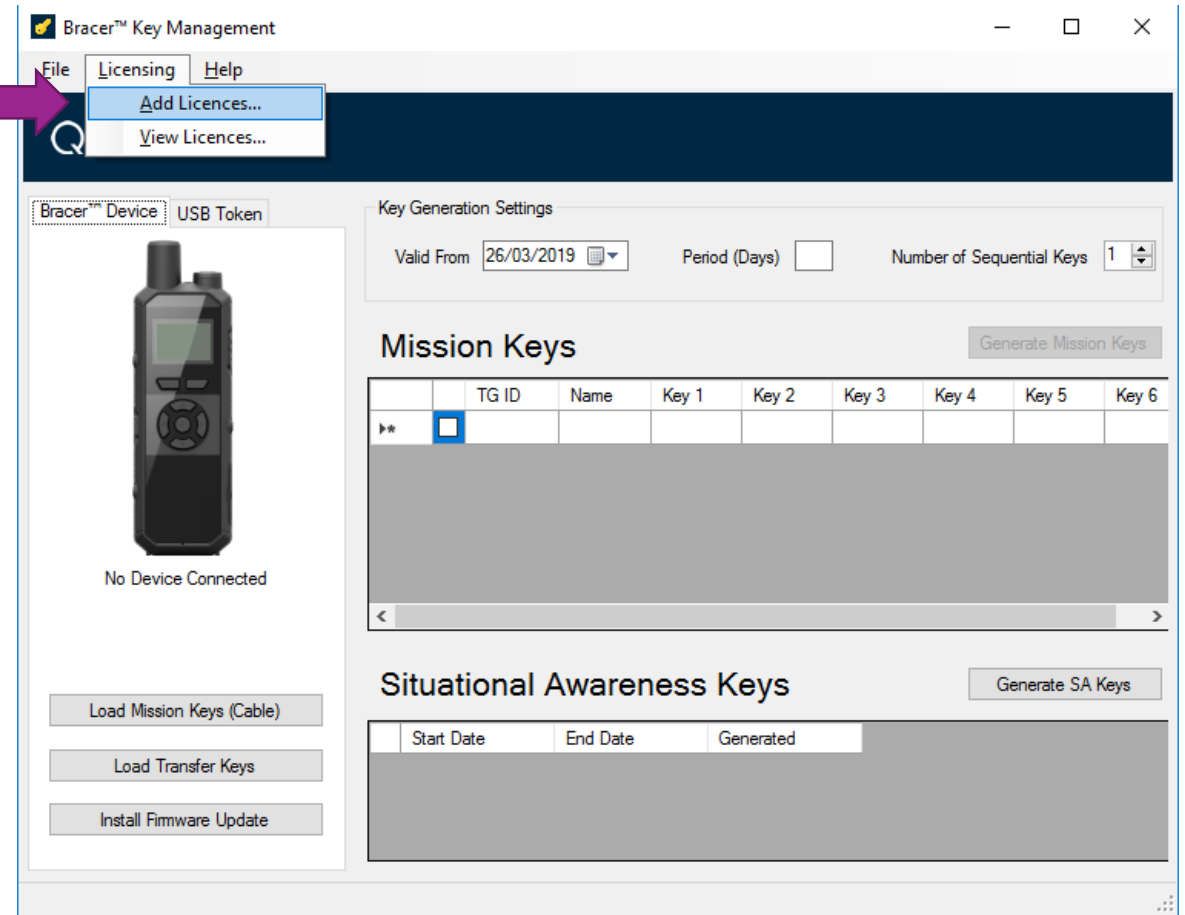 Bracer™ Key Management
File Licensing Help
Add Licences...
View Licences...
Q
Bracer™ Device USB Token
Key Generation Settings
Valid From 26/03/2019 Period (Days) Number of Sequential Keys 1
Mission Keys Generate Mission Keys
TG ID Name Key 1 Key 2 Key 3 Key 4 Key 5 Key 6
No Device Connected
Situational Awareness Keys Generate SA Keys
Load Mission Keys (Cable)
Start Date End Date Generated
Load Transfer Keys
Install Firmware Update